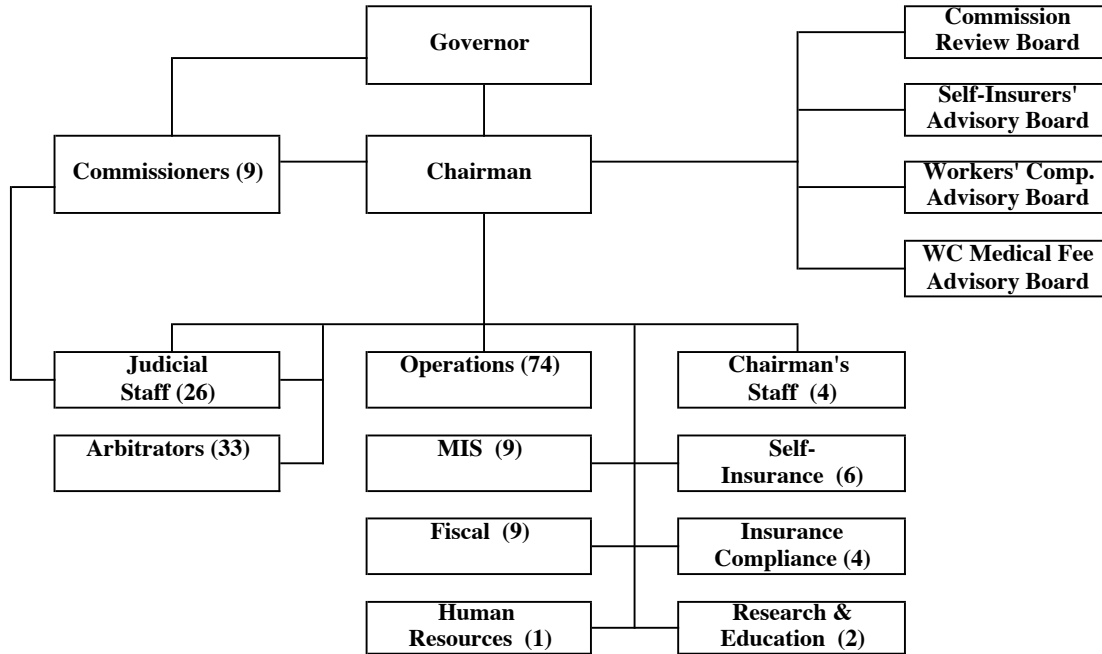 Governor
Commission
Review Board
Self-Insurers'
Advisory Board
Commissioners (9)
Chairman
Workers' Comp.
Advisory Board
WC Medical Fee
Advisory Board
Judicial
Staff (26)
Operations (74)
Chairman's
Staff (4)
Arbitrators (33)
MIS (9)
Self-
Insurance (6)
Fiscal (9)
Insurance
Compliance (4)
Human
Resources (1)
Research &
Education (2)